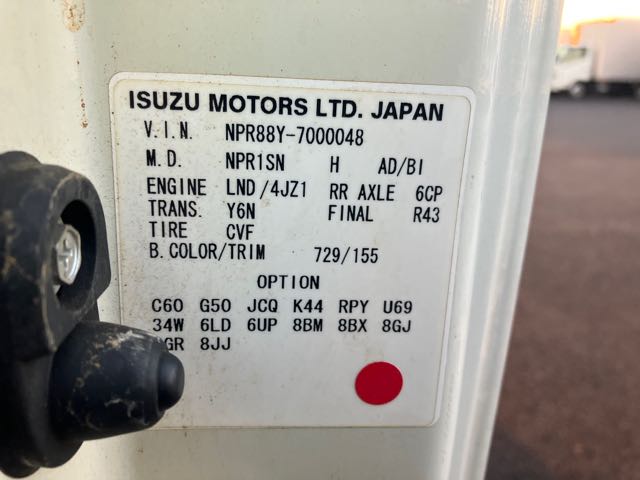 ISUZU MOTORS LTD. JAPAN
V.I.N. NPR88Y-7000048
M.D. NPR1SN H AD/BI
ENGINE LND/4JZ1 RR AXLE 6CP
TRANS. Y6N FINAL R43
TIRE CVF
B.COLOR/TRIM 729/155
OPTION
C60 G50 JCQ K44 RPY U69
34W 6LD 6UP 8BM 8BX 8GJ
8JJ